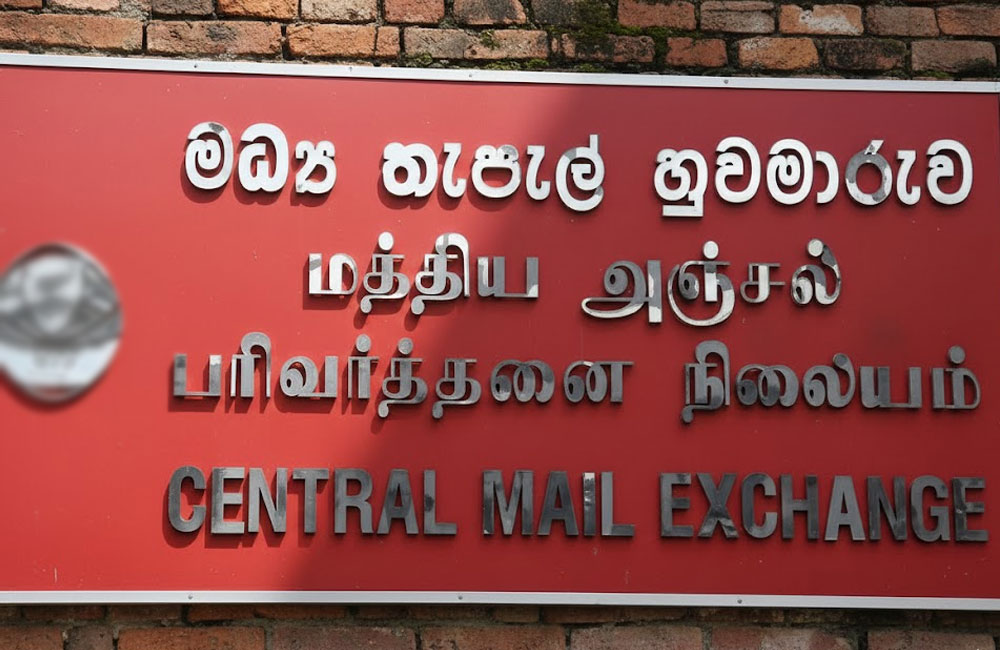 මධ්‍ය තැපැල් හුවමාරුව
மத்திய அஞ்சல்
பரிவர்த்தனை நிலையம்
CENTRAL MAIL EXCHANGE